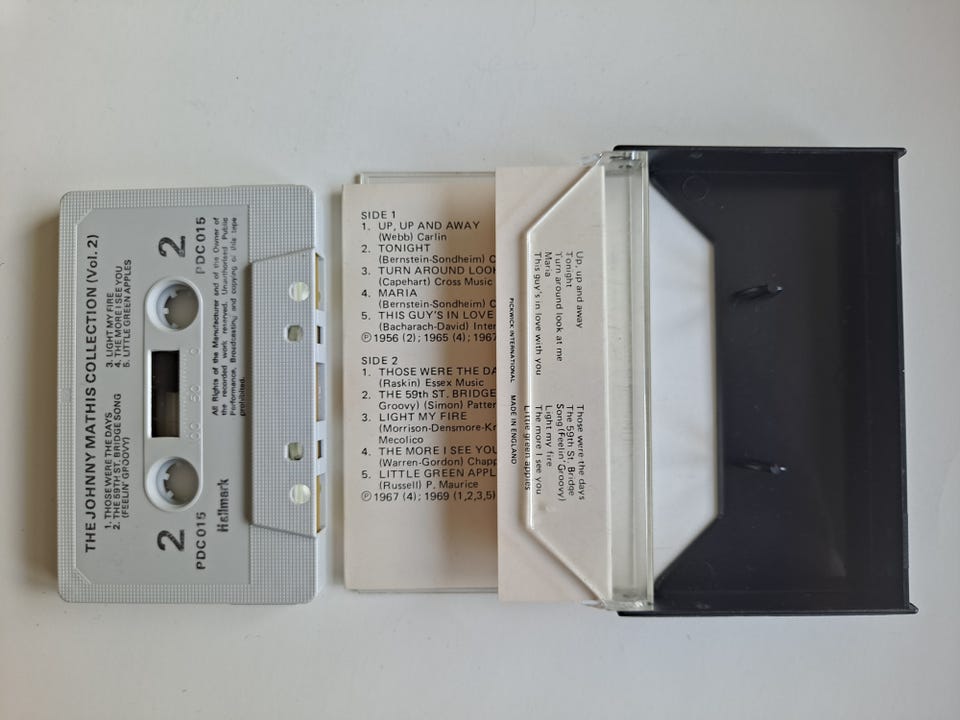 THE JOHNNY MATHIS COLLECTION (Vol. 2)
1. THOSE WERE THE DAYS
2. THE 59TH ST. BRIDGE SONG
(FEELIN' GROOVY)
3. LIGHT MY FIRE
4. THE MORE I SEE YOU
5. LITTLE GREEN APPLES
2
2
PDC 015
PDC 015
0
50
100
All Rights of the Manufacturer and of the Owner of
the recorded work reserved. Unauthorised Public
Performance, Broadcasting and copying of this tape
prohibited.
Hallmark
SIDE 1
1. UP, UP AND AWAY
(Webb) Carlin
2. TONIGHT
(Bernstein-Sondheim) C
3. TURN AROUND LOOK
(Capehart) Cross Music
4. MARIA
(Bernstein-Sondheim) C
5. THIS GUY'S IN LOVE
(Bacharach-David) Inter
℗ 1956 (2); 1965 (4); 1967
SIDE 2
1. THOSE WERE THE DA
(Raskin) Essex Music
2. THE 59th ST. BRIDGE
Groovy) (Simon) Patter
3. LIGHT MY FIRE
(Morrison-Densmore-Kr
Mecolico
4. THE MORE I SEE YOU
(Warren-Gordon) Chapp
5. LITTLE GREEN APPL
(Russell) P. Maurice
℗ 1967 (4); 1969 (1,2,3,5)
Up, up and away
Tonight
Turn around look at me
Maria
This guy's in love with you
Those were the days
The 59th St. Bridge
Song (Feelin' Groovy)
Light my fire
The more I see you
Little green apples
PICKWICK INTERNATIONAL MADE IN ENGLAND